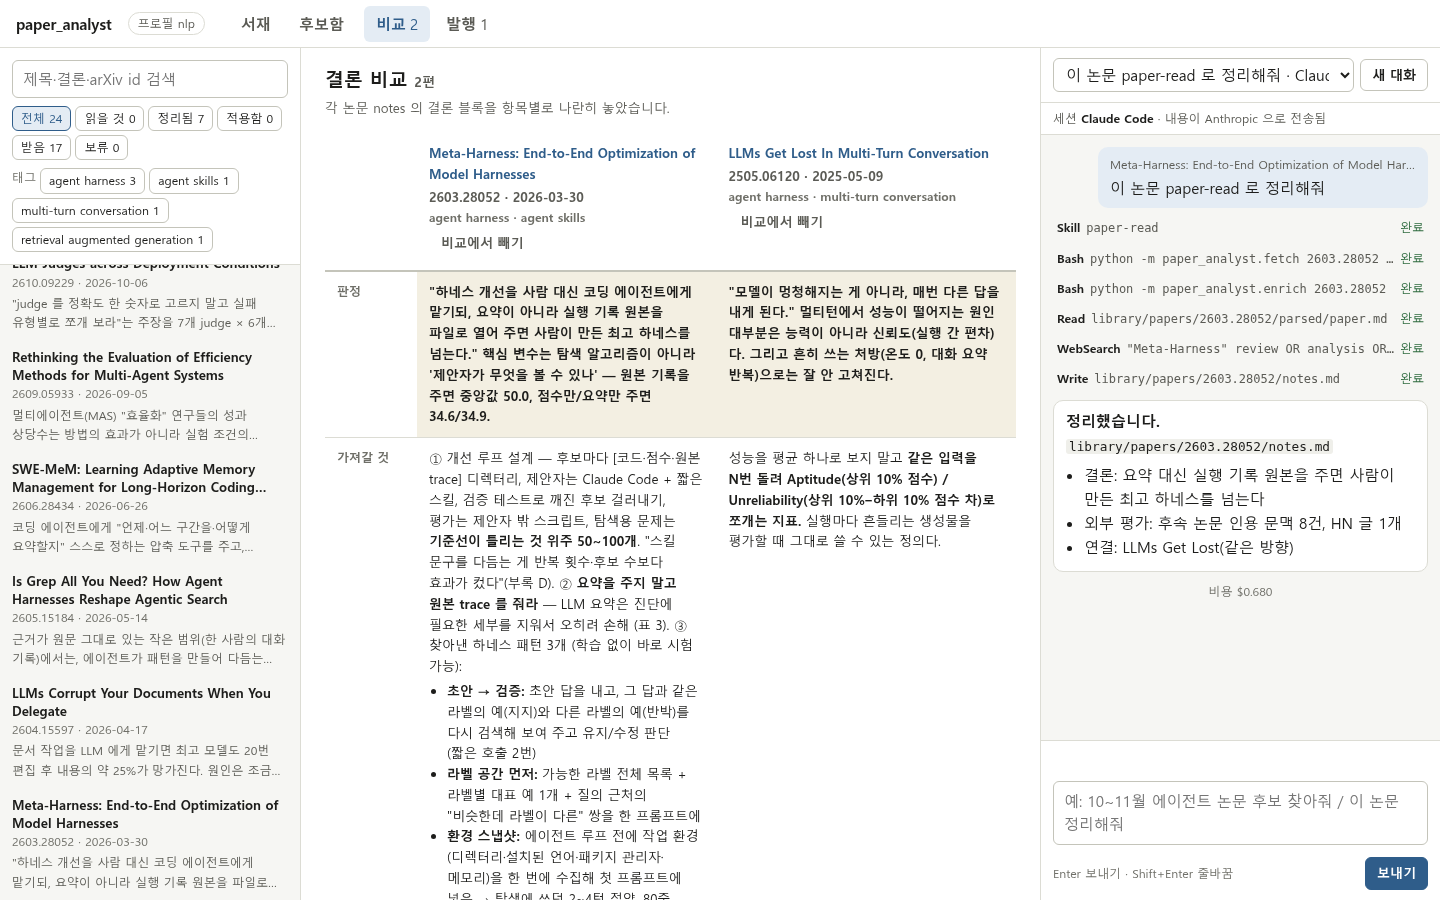 paper_analyst
프로필 nlp
서재
후보함
비교 2
발행 1
제목·결론·arXiv id 검색
전체 24
읽을 것 0
정리됨 7
적용함 0
받음 17
보류 0
태그
agent harness 3
agent skills 1
multi-turn conversation 1
retrieval augmented generation 1
LLM Judges across Deployment Conditions
2610.09229 · 2026-10-06
"judge 를 정확도 한 숫자로 고르지 말고 실패
유형별로 쪼개 보라"는 주장을 7개 judge × 6개…
Rethinking the Evaluation of Efficiency
Methods for Multi-Agent Systems
2609.05933 · 2026-09-05
멀티에이전트(MAS) "효율화" 연구들의 성과
상당수는 방법의 효과가 아니라 실험 조건의…
SWE-MeM: Learning Adaptive Memory
Management for Long-Horizon Coding…
2606.28434 · 2026-06-26
코딩 에이전트에게 "언제·어느 구간을·어떻게
요약할지" 스스로 정하는 압축 도구를 주고,…
Is Grep All You Need? How Agent
Harnesses Reshape Agentic Search
2605.15184 · 2026-05-14
근거가 원문 그대로 있는 작은 범위(한 사람의 대화
기록)에서는, 에이전트가 패턴을 만들어 다듬는…
LLMs Corrupt Your Documents When You
Delegate
2604.15597 · 2026-04-17
문서 작업을 LLM 에게 맡기면 최고 모델도 20번
편집 후 내용의 약 25%가 망가진다. 원인은 조금…
Meta-Harness: End-to-End Optimization of
Model Harnesses
2603.28052 · 2026-03-30
"하네스 개선을 사람 대신 코딩 에이전트에게
맡기되, 요약이 아니라 실행 기록 원본을 파일로…
결론 비교 2편
각 논문 notes 의 결론 블록을 항목별로 나란히 놓았습니다.
Meta-Harness: End-to-End Optimization of
Model Harnesses
2603.28052 · 2026-03-30
agent harness · agent skills
비교에서 빼기
LLMs Get Lost In Multi-Turn Conversation
2505.06120 · 2025-05-09
agent harness · multi-turn conversation
비교에서 빼기
판정
"하네스 개선을 사람 대신 코딩 에이전트에게
맡기되, 요약이 아니라 실행 기록 원본을
파일로 열어 주면 사람이 만든 최고 하네스를
넘는다." 핵심 변수는 탐색 알고리즘이 아니라
'제안자가 무엇을 볼 수 있나' — 원본 기록을
주면 중앙값 50.0, 점수만/요약만 주면
34.6/34.9.
"모델이 멍청해지는 게 아니라, 매번 다른 답을
내게 된다." 멀티턴에서 성능이 떨어지는 원인
대부분은 능력이 아니라 신뢰도(실행 간 편차)
다. 그리고 흔히 쓰는 처방(온도 0, 대화 요약
반복)으로는 잘 안 고쳐진다.
가져갈 것
① 개선 루프 설계 — 후보마다 [코드·점수·원본
trace] 디렉터리, 제안자는 Claude Code + 짧은
스킬, 검증 테스트로 깨진 후보 걸러내기,
평가는 제안자 밖 스크립트, 탐색용 문제는
기준선이 틀리는 것 위주 50~100개. "스킬
문구를 다듬는 게 반복 횟수·후보 수보다
효과가 컸다"(부록 D). ② 요약을 주지 말고
원본 trace 를 줘라 — LLM 요약은 진단에
필요한 세부를 지워서 오히려 손해 (표 3). ③
찾아낸 하네스 패턴 3개 (학습 없이 바로 시험
가능):
• 초안 → 검증: 초안 답을 내고, 그 답과 같은
라벨의 예(지지)와 다른 라벨의 예(반박)를
다시 검색해 보여 주고 유지/수정 판단
(짧은 호출 2번)
• 라벨 공간 먼저: 가능한 라벨 전체 목록 +
라벨별 대표 예 1개 + 질의 근처의
"비슷한데 라벨이 다른" 쌍을 한 프롬프트에
• 환경 스냅샷: 에이전트 루프 전에 작업 환경
(디렉터리·설치된 언어·패키지 관리자·
메모리)을 한 번에 수집해 첫 프롬프트에
넣음 → 탐색에 쓰던 2~4턴 절약. 80줄
성능을 평균 하나로 보지 말고 같은 입력을
N번 돌려 Aptitude(상위 10% 점수) /
Unreliability(상위 10%−하위 10% 점수 차)로
쪼개는 지표. 실행마다 흔들리는 생성물을
평가할 때 그대로 쓸 수 있는 정의다.
이 논문 paper-read 로 정리해줘 · Claud
새 대화
세션 Claude Code · 내용이 Anthropic 으로 전송됨
Meta-Harness: End-to-End Optimization of Model Har…
이 논문 paper-read 로 정리해줘
Skill paper-read 완료
Bash python -m paper_analyst.fetch 2603.28052 … 완료
Bash python -m paper_analyst.enrich 2603.28052 완료
Read library/papers/2603.28052/parsed/paper.md 완료
WebSearch "Meta-Harness" review OR analysis OR… 완료
Write library/papers/2603.28052/notes.md 완료
정리했습니다.
library/papers/2603.28052/notes.md
• 결론: 요약 대신 실행 기록 원본을 주면 사람이
만든 최고 하네스를 넘는다
• 외부 평가: 후속 논문 인용 문맥 8건, HN 글 1개
• 연결: LLMs Get Lost(같은 방향)
비용 $0.680
예: 10~11월 에이전트 논문 후보 찾아줘 / 이 논문
정리해줘
Enter 보내기 · Shift+Enter 줄바꿈
보내기